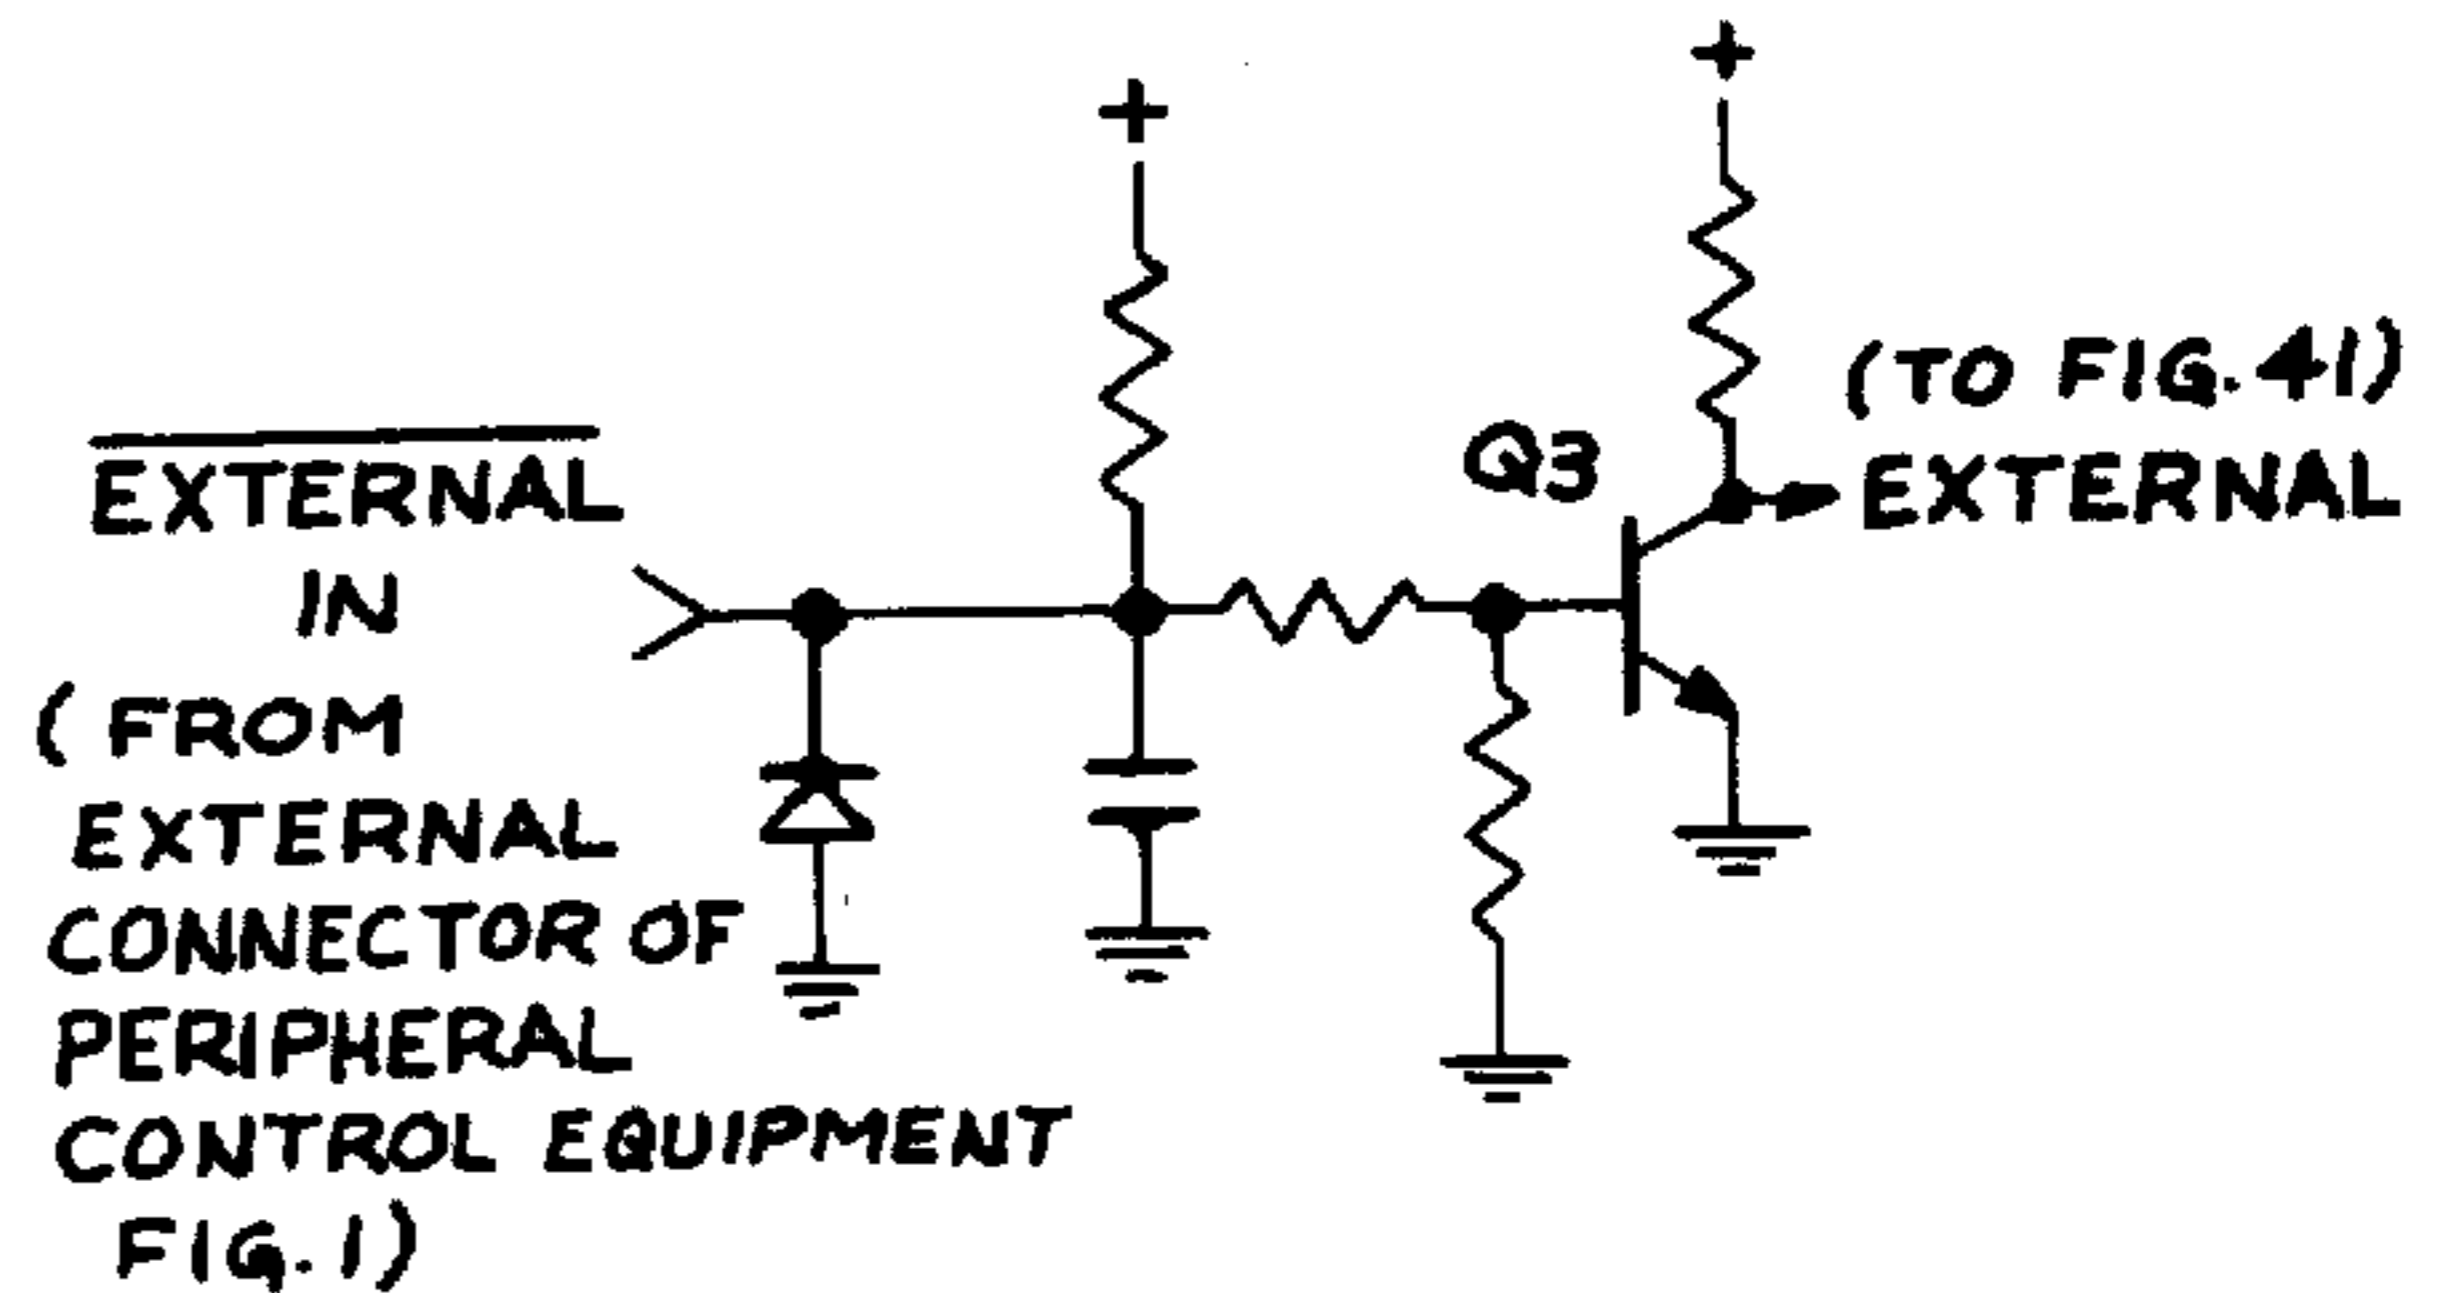 +
+
(TO FIG. 41)
Q3
EXTERNAL
EXTERNAL
IN
(FROM
EXTERNAL
CONNECTOR OF
PERIPHERAL
CONTROL EQUIPMENT
FIG. 1)